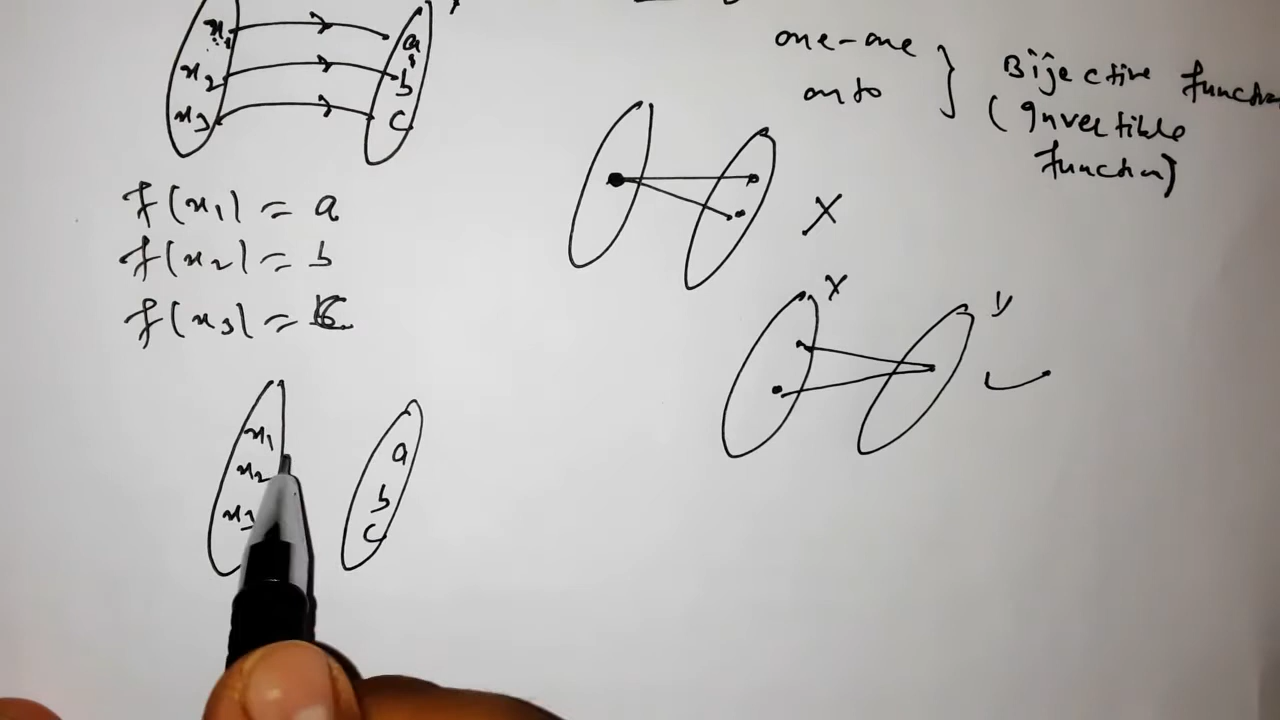 x₁
x₂
x₃
a
b
c
f(x₁) = a
f(x₂) = b
f(x₃) = c
one-one
onto
} Bijective function
(Invertible
function)
X
X
y
x₁
x₂
x₃
a
b
c